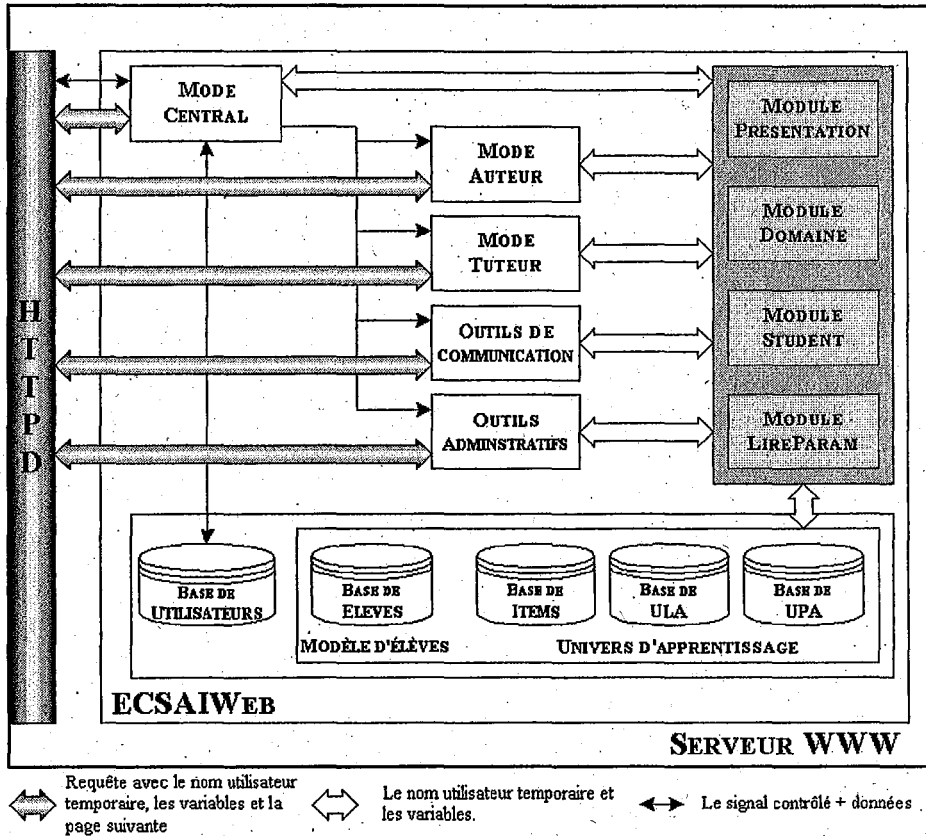 MODE
CENTRAL
MODULE
PRESENTATION
MODE
AUTEUR
MODULE
DOMAINE
MODE
TUTEUR
HTTPD
OUTILS DE
COMMUNICATION
MODULE
STUDENT
OUTILS
ADMINSTRATIFS
MODULE
LIREPARAM
BASE DE
UTILISATEURS
BASE DE
ELEVES
BASE DE
ITEMS
BASE DE
ULA
BASE DE
UPA
MODÈLE D'ÉLÈVES
UNIVERS D'APPRENTISSAGE
ECSAIWEB
SERVEUR WWW
Requête avec le nom utilisateur
temporaire, les variables et la
page suivante
Le nom utilisateur temporaire et
les variables.
Le signal contrôlé + données